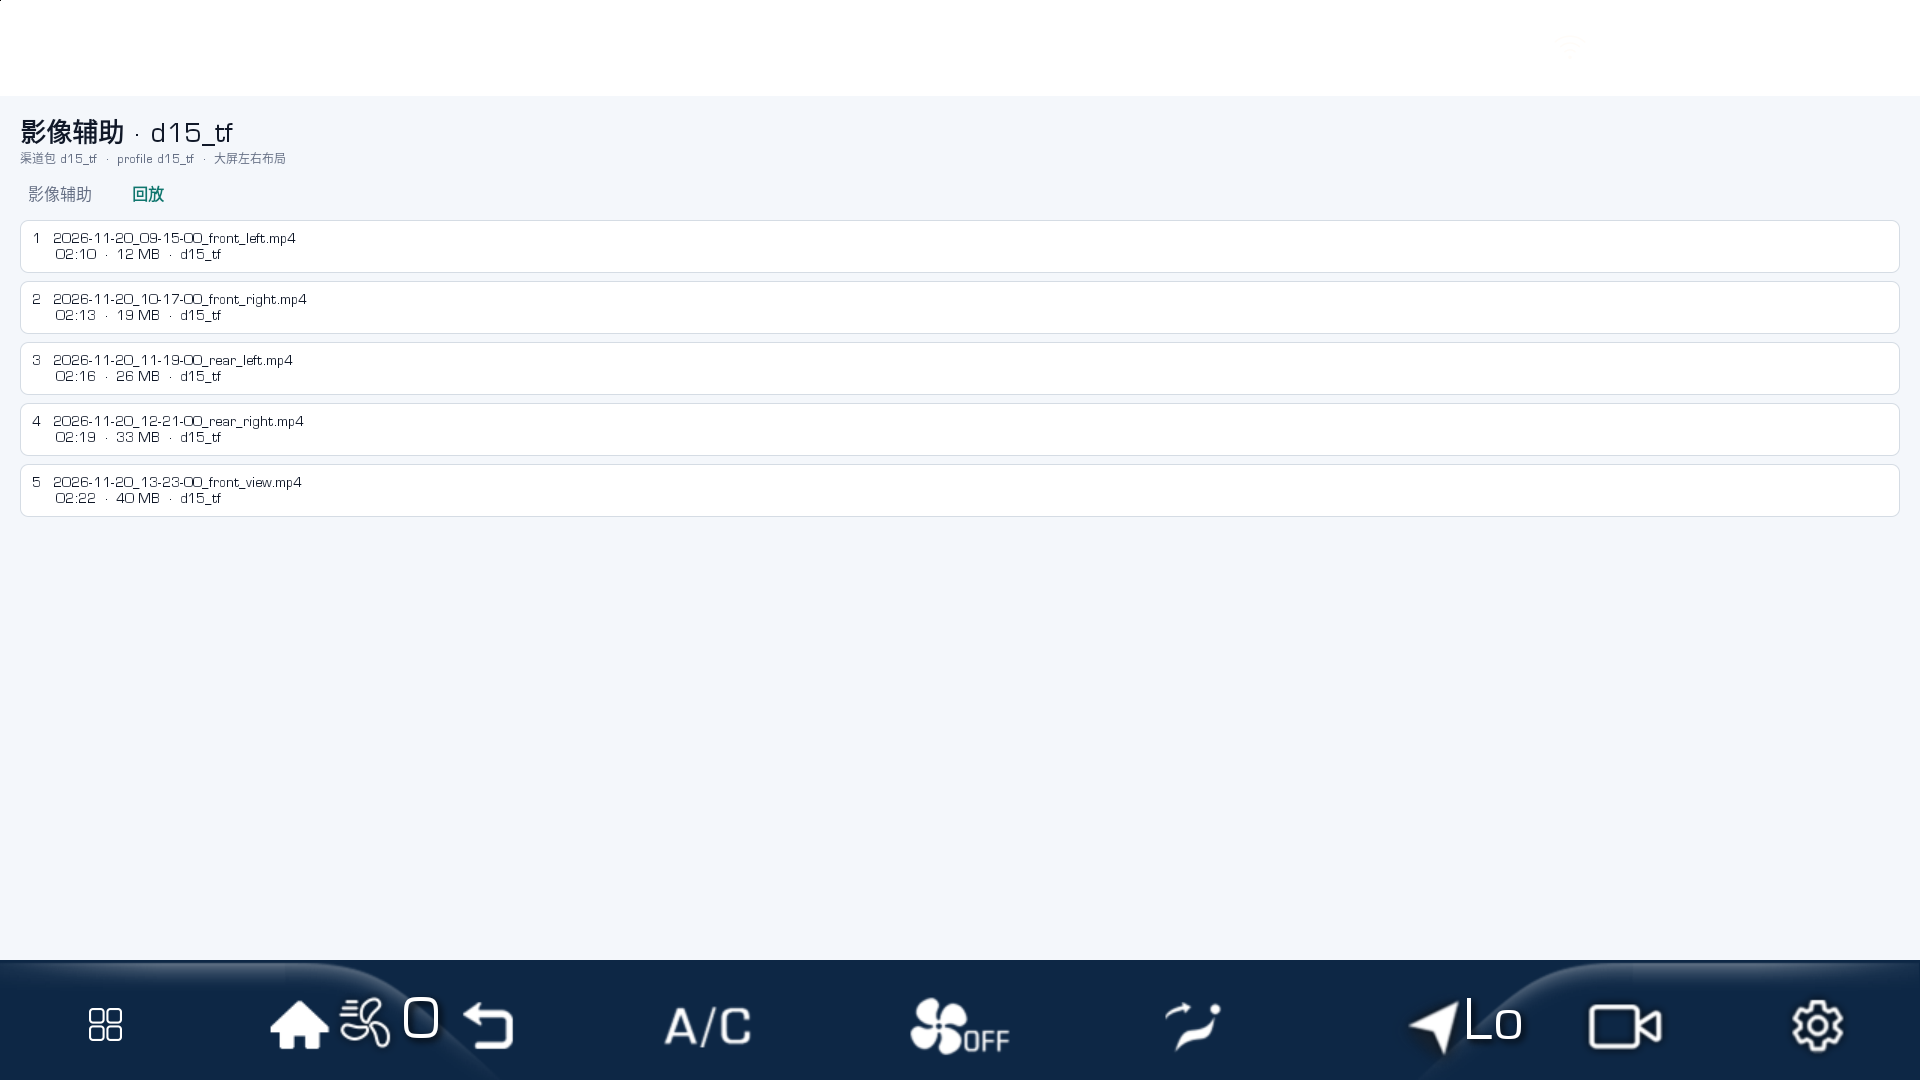 影像辅助 · d15_tf
渠道包 d15_tf · profile d15_tf · 大屏左右布局
影像辅助 回放
1 2026-11-20_09-15-00_front_left.mp4
02:10 · 12 MB · d15_tf
2 2026-11-20_10-17-00_front_right.mp4
02:13 · 19 MB · d15_tf
3 2026-11-20_11-19-00_rear_left.mp4
02:16 · 26 MB · d15_tf
4 2026-11-20_12-21-00_rear_right.mp4
02:19 · 33 MB · d15_tf
5 2026-11-20_13-23-00_front_view.mp4
02:22 · 40 MB · d15_tf
0 A/C OFF Lo